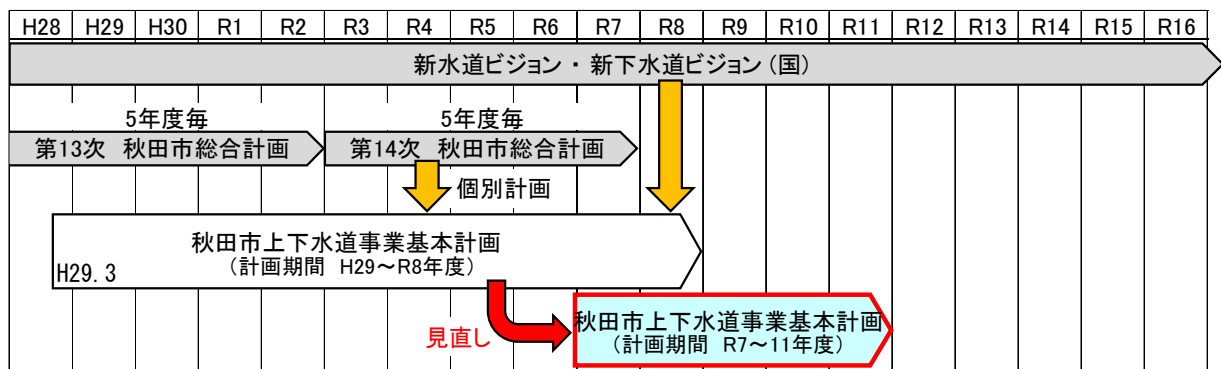 H28 H29 H30 R1 R2 R3 R4 R5 R6 R7 R8 R9 R10 R11 R12 R13 R14 R15 R16
新水道ビジョン・新下水道ビジョン(国)
5年度毎 5年度毎
第13次 秋田市総合計画 第14次 秋田市総合計画
個別計画
秋田市上下水道事業基本計画
(計画期間 H29~R8年度)
H29.3
見直し
秋田市上下水道事業基本計画
(計画期間 R7~11年度)